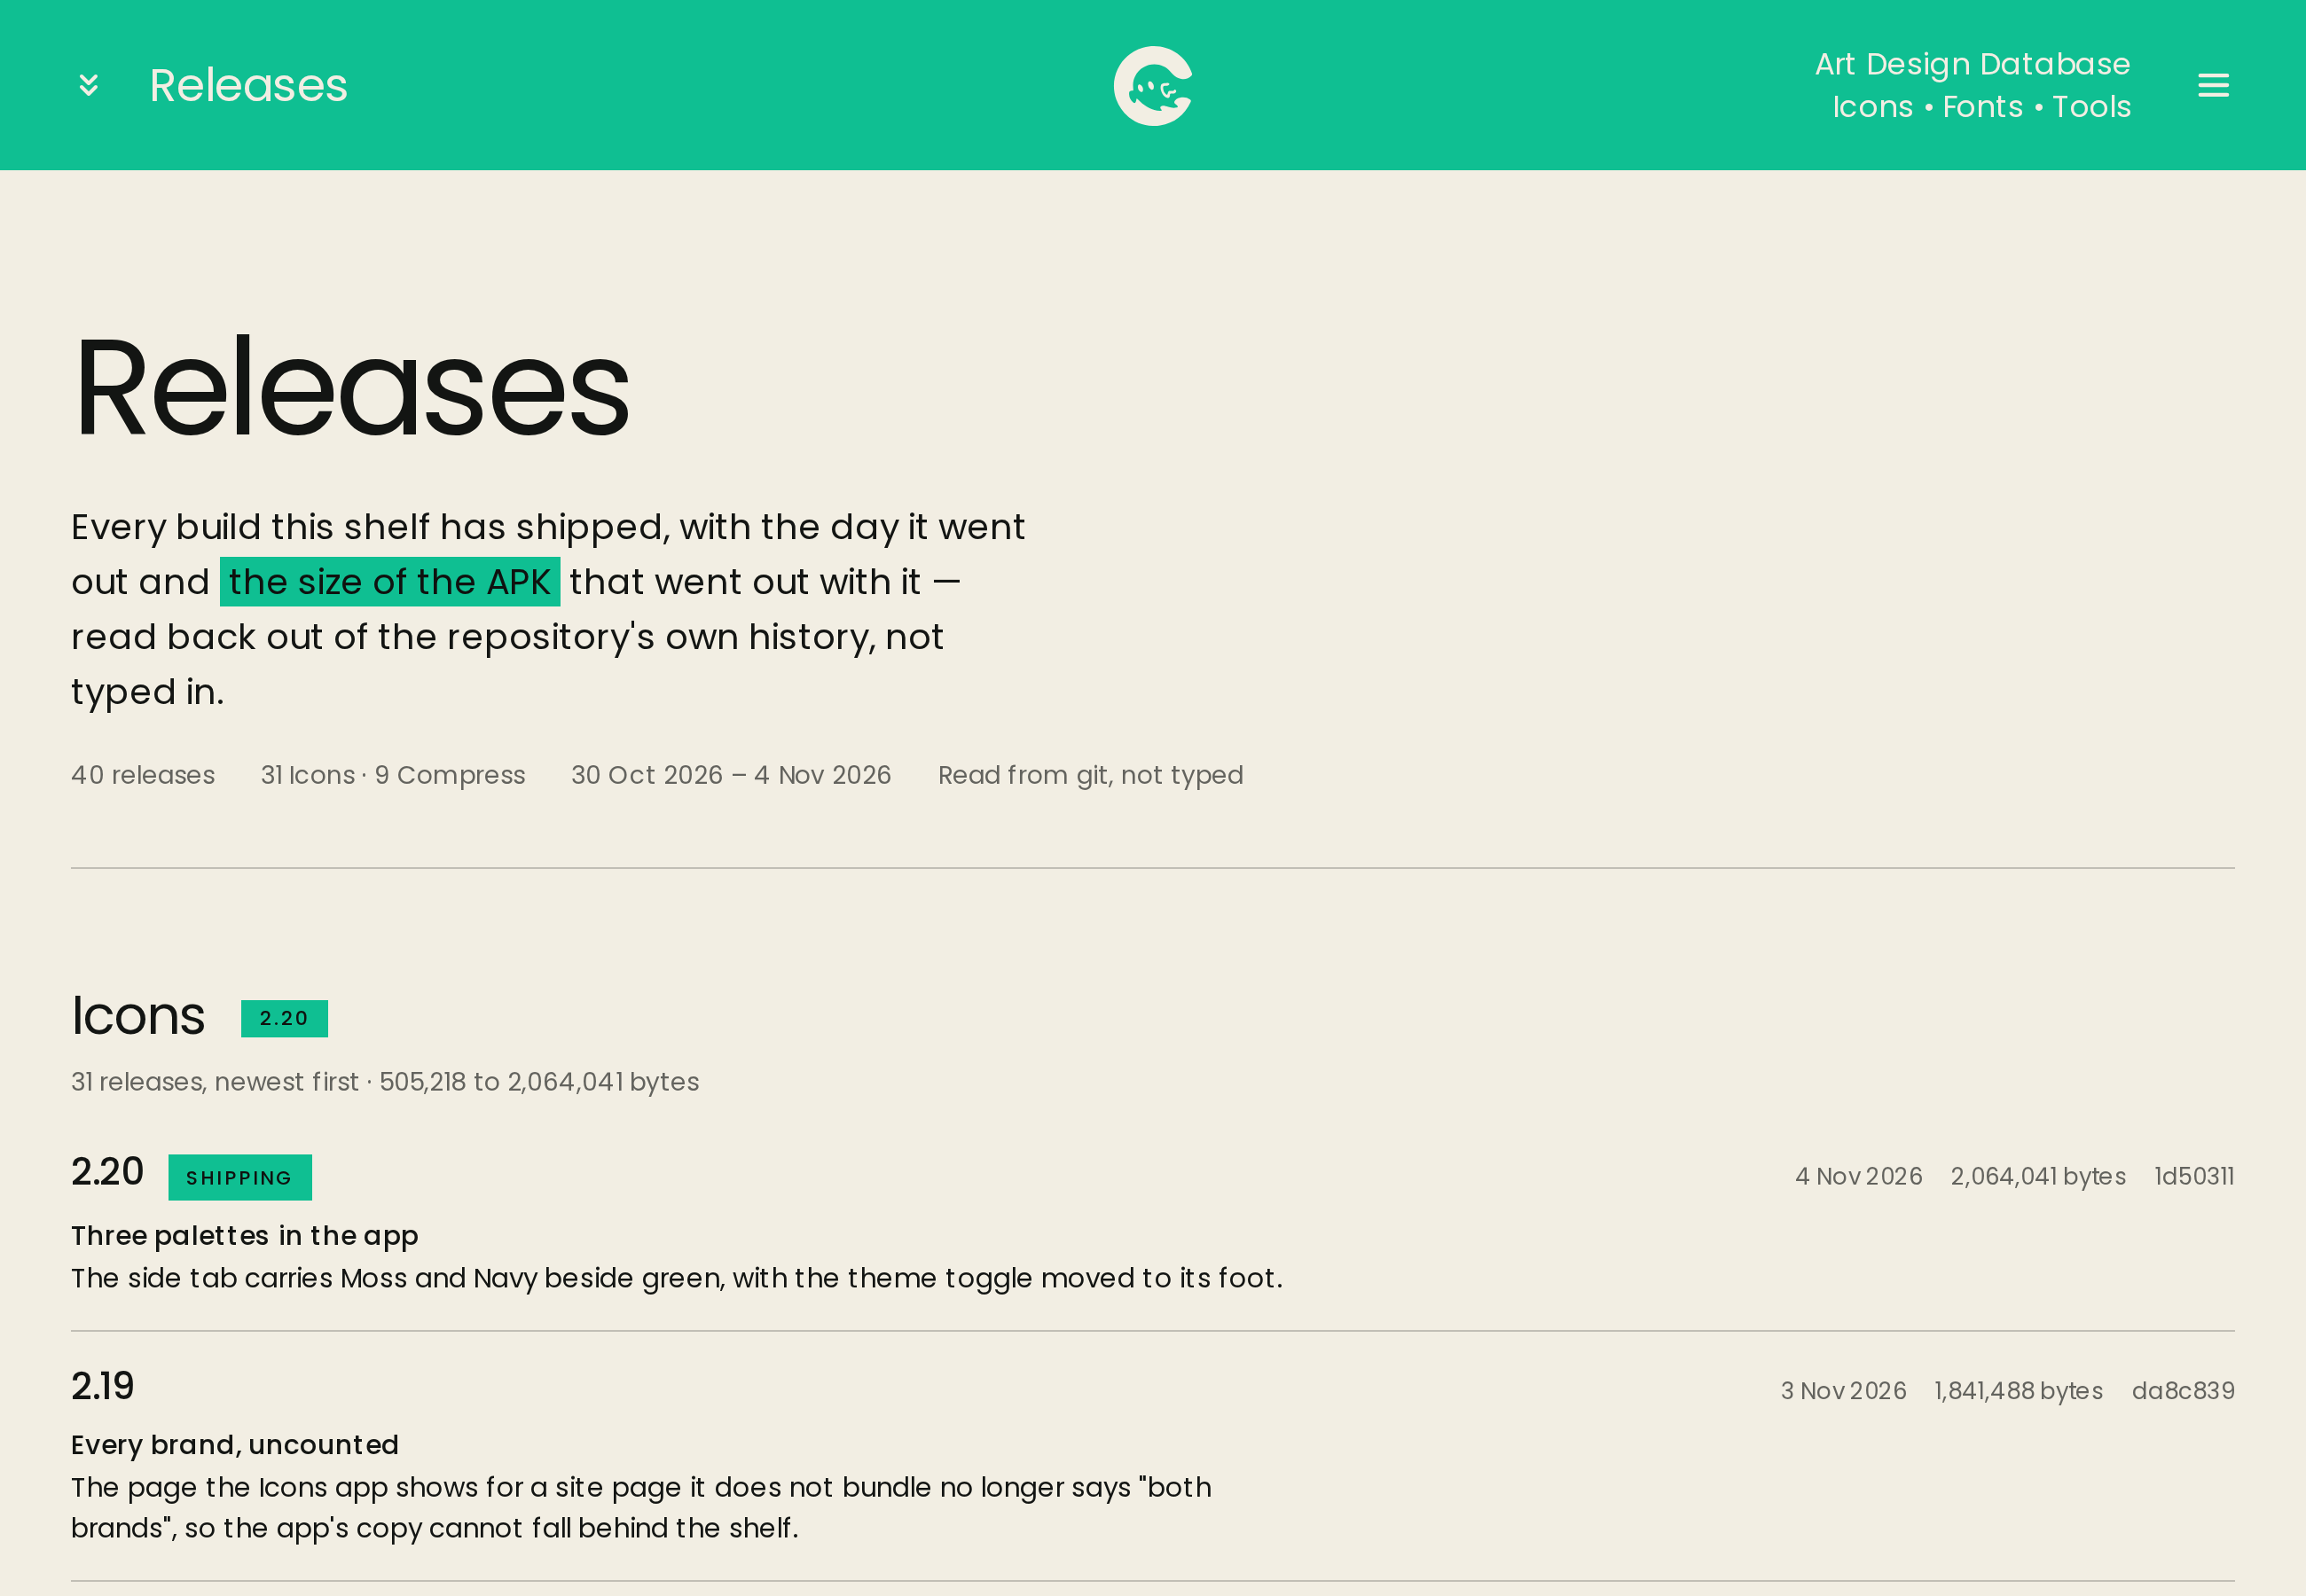 Releases
Art Design Database
Icons • Fonts • Tools
Releases
Every build this shelf has shipped, with the day it went
out and the size of the APK that went out with it —
read back out of the repository's own history, not
typed in.
40 releases 31 Icons · 9 Compress 30 Oct 2026 – 4 Nov 2026 Read from git, not typed
Icons 2.20
31 releases, newest first · 505,218 to 2,064,041 bytes
2.20 SHIPPING 4 Nov 2026 2,064,041 bytes 1d50311
Three palettes in the app
The side tab carries Moss and Navy beside green, with the theme toggle moved to its foot.
2.19 3 Nov 2026 1,841,488 bytes da8c839
Every brand, uncounted
The page the Icons app shows for a site page it does not bundle no longer says "both
brands", so the app's copy cannot fall behind the shelf.